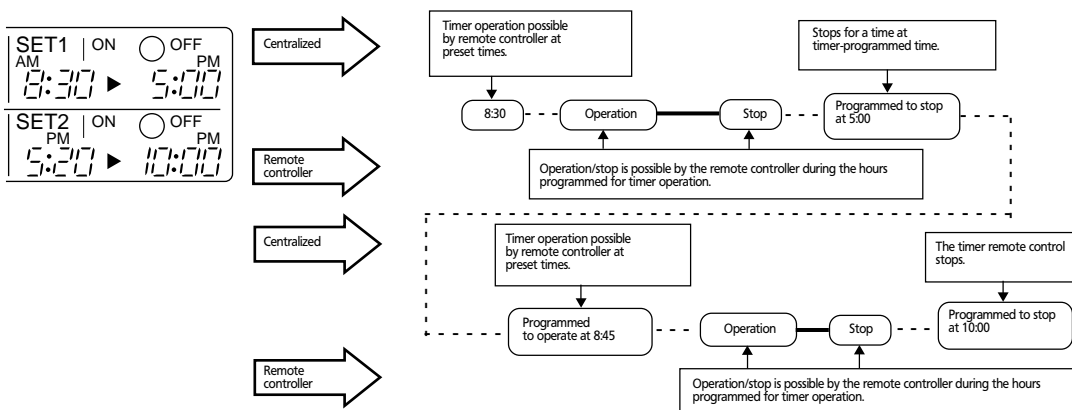 SET1 ON OFF
AM PM
8:30 5:00
SET2 ON OFF
PM PM
5:20 10:00
Centralized
Timer operation possible
by remote controller at
preset times.
Stops for a time at
timer-programmed time.
8:30
Operation
Stop
Programmed to stop
at 5:00
Remote
controller
Operation/stop is possible by the remote controller during the hours
programmed for timer operation.
Centralized
Timer operation possible
by remote controller at
preset times.
The timer remote control
stops.
Programmed
to operate at 8:45
Operation
Stop
Programmed to stop
at 10:00
Remote
controller
Operation/stop is possible by the remote controller during the hours
programmed for timer operation.